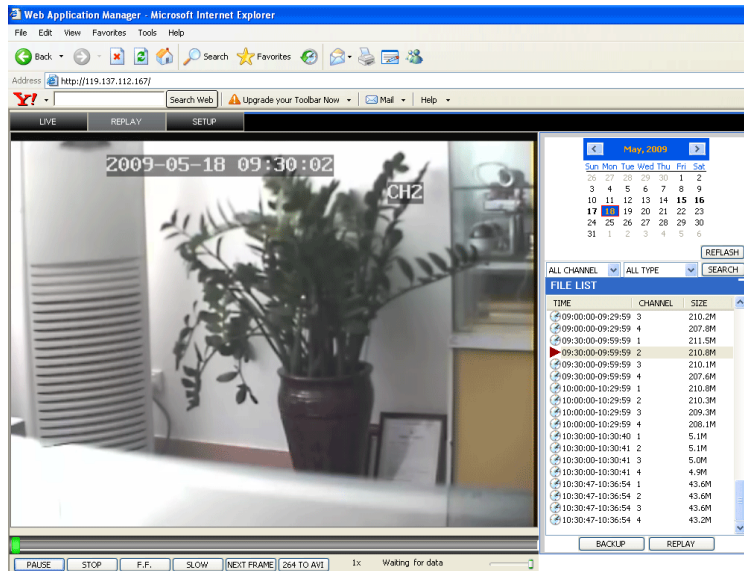 Web Application Manager - Microsoft Internet Explorer
File Edit View Favorites Tools Help
Back Search Favorites
Address http://119.137.112.167/
Y! Search Web Upgrade your Toolbar Now Mail Help
LIVE REPLAY SETUP
2009-05-18 09:30:02
CH2
May, 2009
Sun Mon Tue Wed Thu Fri Sat
26 27 28 29 30 1 2
3 4 5 6 7 8 9
10 11 12 13 14 15 16
17 18 19 20 21 22 23
24 25 26 27 28 29 30
31 1 2 3 4 5 6
REFLASH
ALL CHANNEL ALL TYPE SEARCH
FILE LIST
TIME CHANNEL SIZE
09:00:00-09:29:59 3 210.2M
09:00:00-09:29:59 4 207.8M
09:30:00-09:59:59 1 211.5M
09:30:00-09:59:59 2 210.8M
09:30:00-09:59:59 3 210.1M
09:30:00-09:59:59 4 207.6M
10:00:00-10:29:59 1 210.8M
10:00:00-10:29:59 2 210.3M
10:00:00-10:29:59 3 209.3M
10:00:00-10:29:59 4 208.1M
10:30:00-10:30:40 1 5.1M
10:30:00-10:30:41 2 5.1M
10:30:00-10:30:41 3 5.0M
10:30:00-10:30:41 4 4.9M
10:30:47-10:36:54 1 43.6M
10:30:47-10:36:54 2 43.6M
10:30:47-10:36:54 3 43.6M
10:30:47-10:36:54 4 43.2M
BACKUP REPLAY
PAUSE STOP F.F. SLOW NEXT FRAME 264 TO AVI 1x Waiting for data